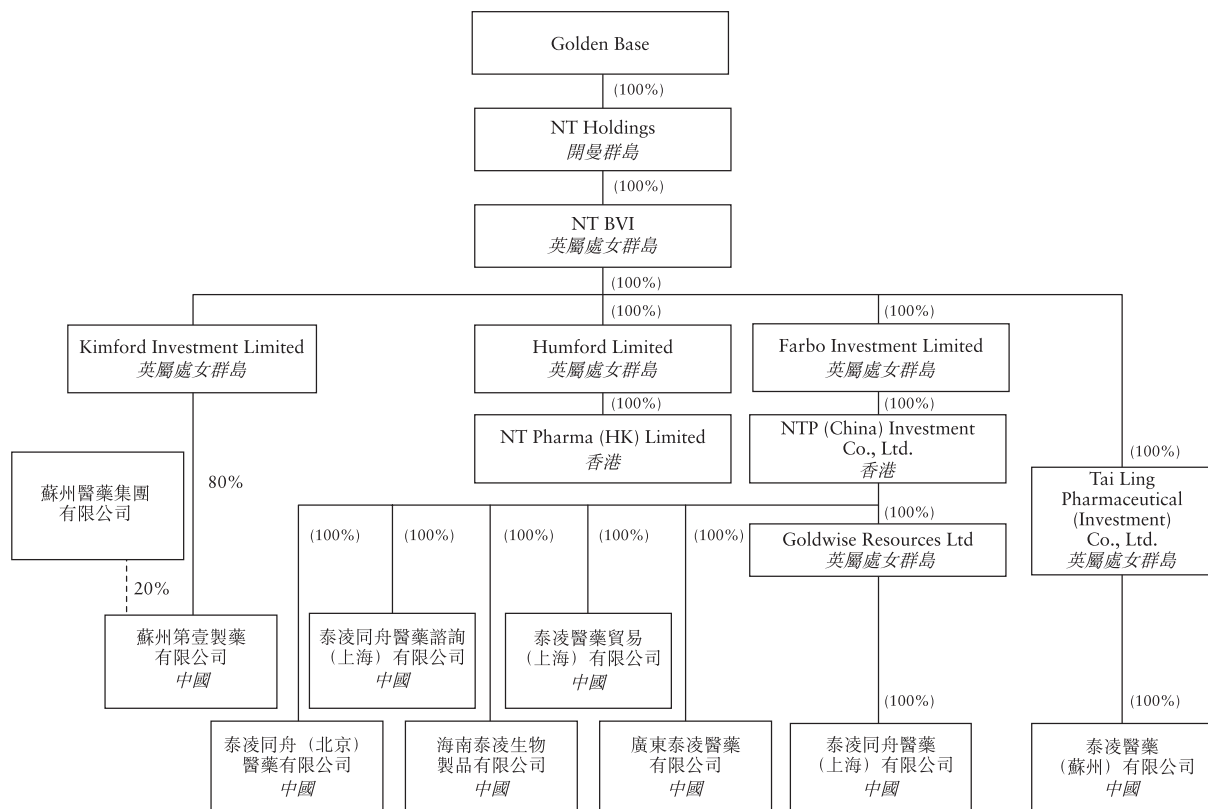 Golden Base
(100%)
NT Holdings
開曼群島
(100%)
NT BVI
英屬處女群島
(100%)
(100%)
(100%)
Kimford Investment Limited
英屬處女群島
Humford Limited
英屬處女群島
Farbo Investment Limited
英屬處女群島
(100%)
(100%)
NT Pharma (HK) Limited
香港
NTP (China) Investment
Co., Ltd.
香港
(100%)
蘇州醫藥集團
有限公司
80%
Tai Ling
Pharmaceutical
(Investment)
Co., Ltd.
英屬處女群島
(100%)
(100%)
(100%)
(100%)
(100%)
(100%)
Goldwise Resources Ltd
英屬處女群島
20%
蘇州第壹製藥
有限公司
中國
泰凌同舟醫藥諮詢
(上海)有限公司
中國
泰凌醫藥貿易
(上海)有限公司
中國
(100%)
(100%)
泰凌同舟(北京)
醫藥有限公司
中國
海南泰凌生物
製品有限公司
中國
廣東泰凌醫藥
有限公司
中國
泰凌同舟醫藥
(上海)有限公司
中國
泰凌醫藥
(蘇州)有限公司
中國